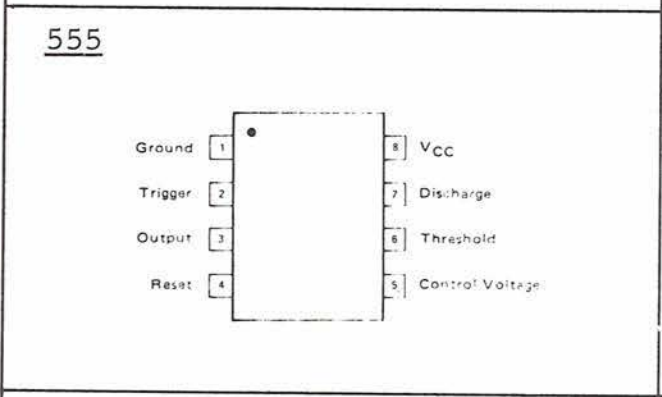 555
Ground 1 8 VCC
Trigger 2 7 Discharge
Output 3 6 Threshold
Reset 4 5 Control Voltage